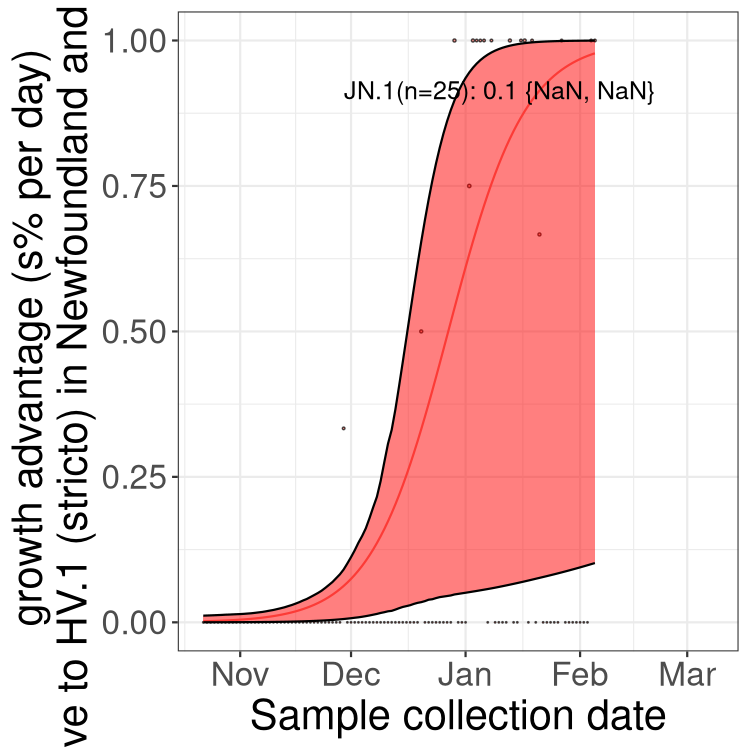 growth advantage (s% per day)
ve to HV.1 (stricto) in Newfoundland and
1.00
0.75
0.50
0.25
0.00
JN.1(n=25): 0.1 {NaN, NaN}
Nov Dec Jan Feb Mar
Sample collection date